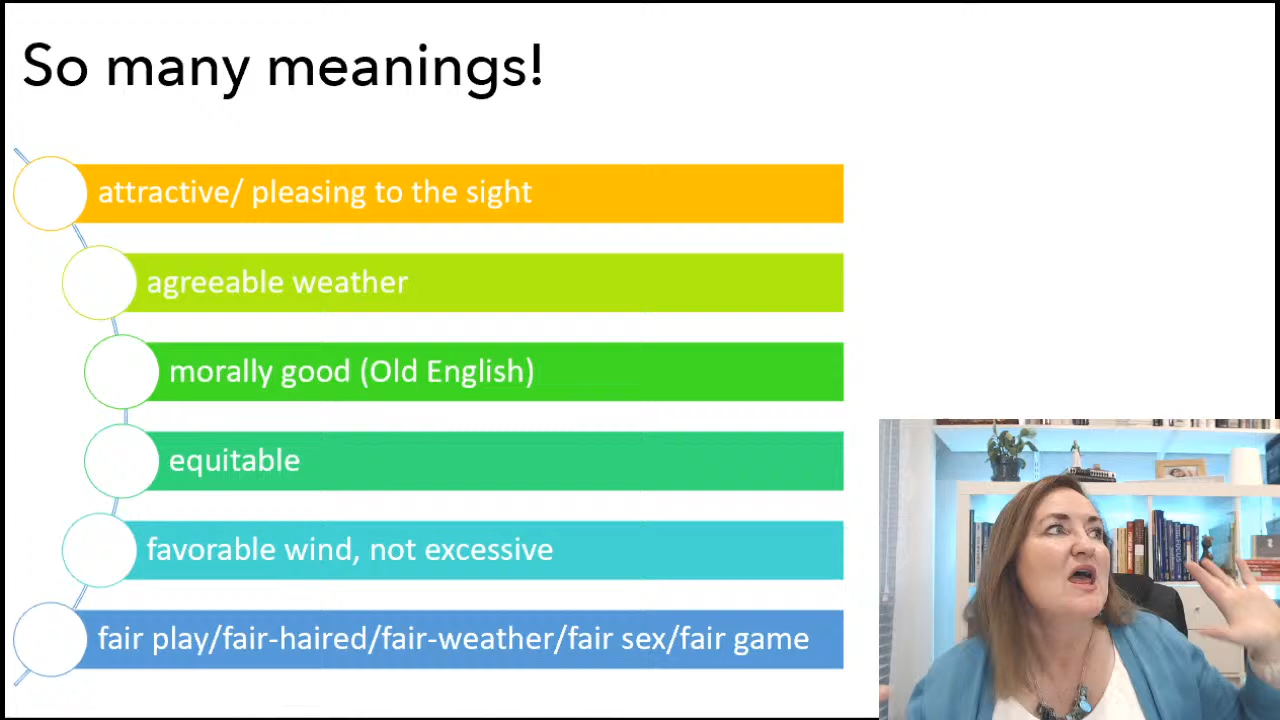 So many meanings!
attractive/ pleasing to the sight
agreeable weather
morally good (Old English)
equitable
favorable wind, not excessive
fair play/fair-haired/fair-weather/fair sex/fair game